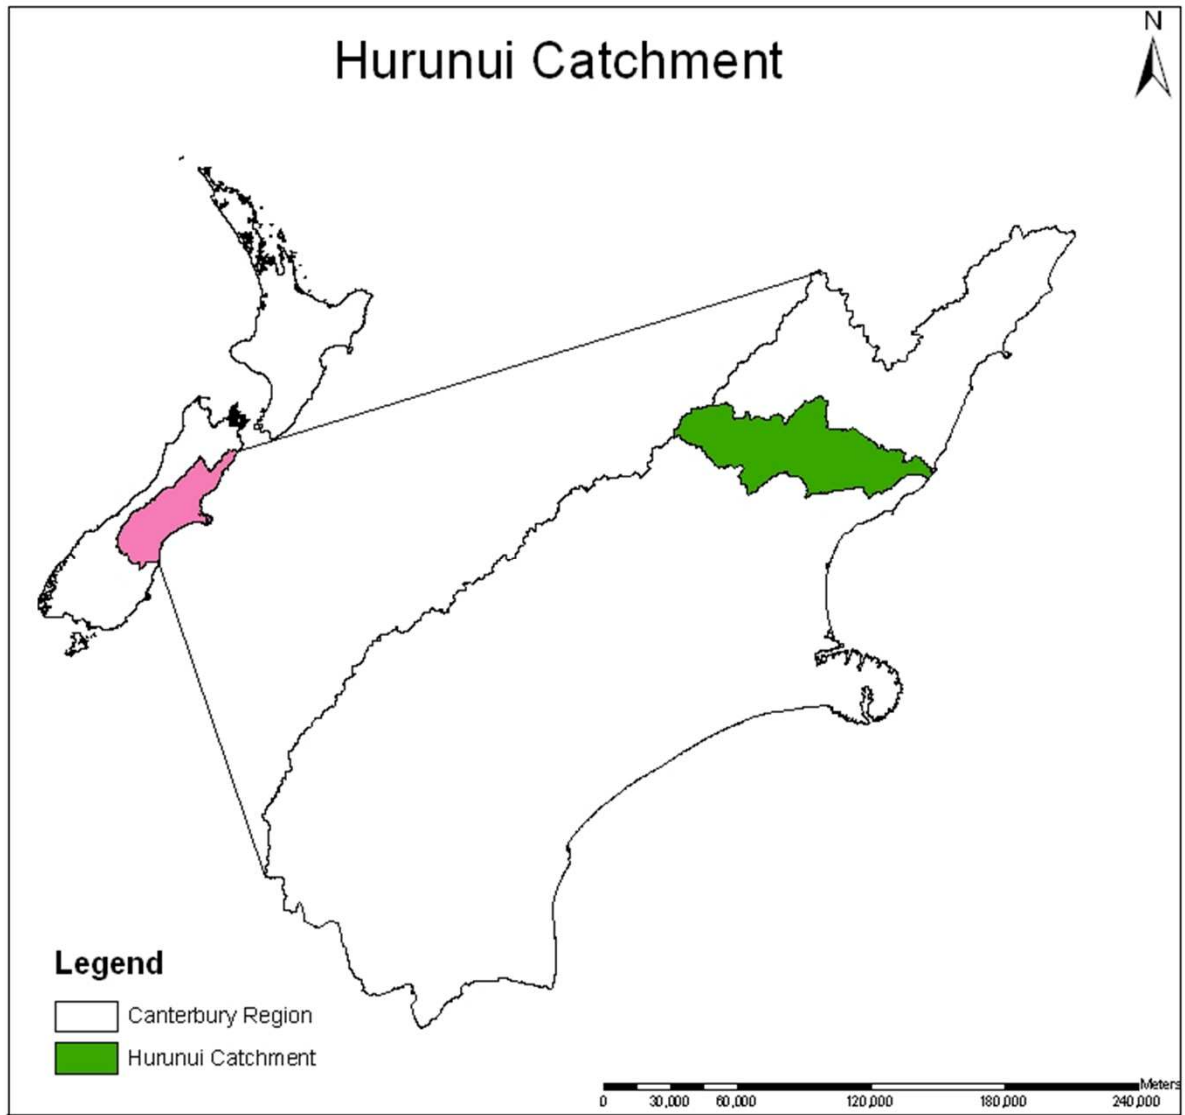 N
Hurunui Catchment
Legend
Canterbury Region
Hurunui Catchment
Meters
0 30,000 60,000 120,000 180,000 240,000